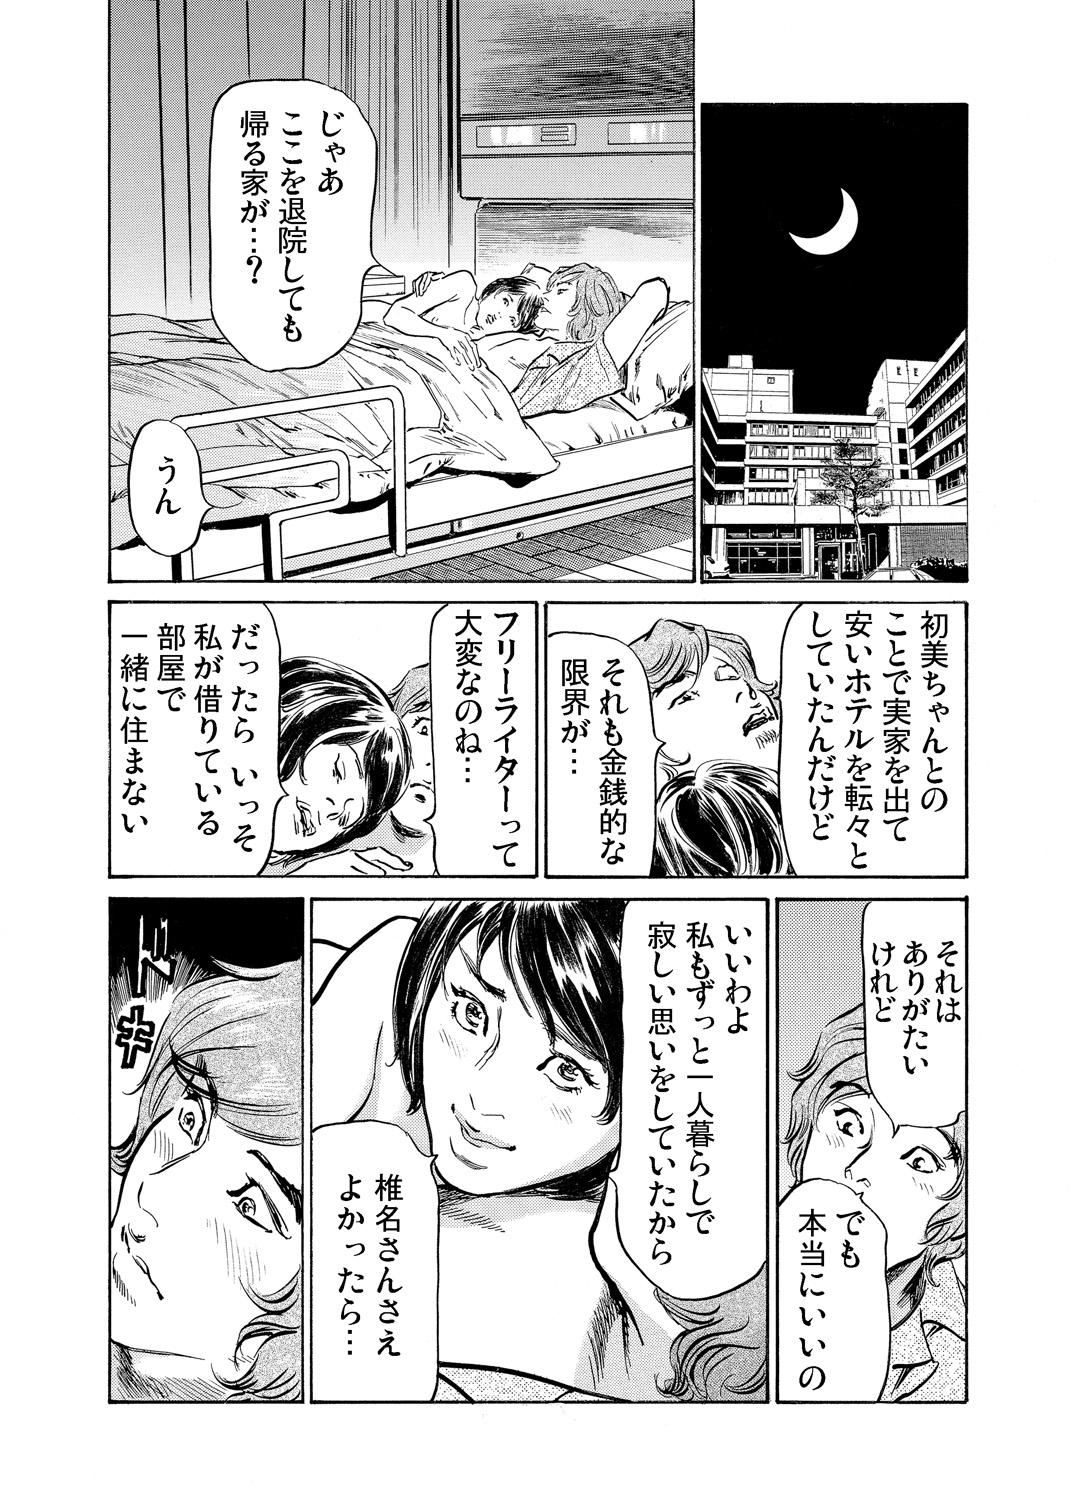 じゃあ
ここを退院しても
帰る家が…?
うん
初美ちゃんとの
ことで実家を出て
安いホテルを転々と
していたんだけど
それも金銭的な
限界が…
フリーライターって
大変なのね…
だったらいっそ
私が借りている
部屋で
一緒に住まない
それは
ありがたい
けれど
でも
本当にいいの
いいわよ
私もずっと一人暮らしで
寂しい思いをしていたから
椎名さんさえ
よかったら…
ドキ